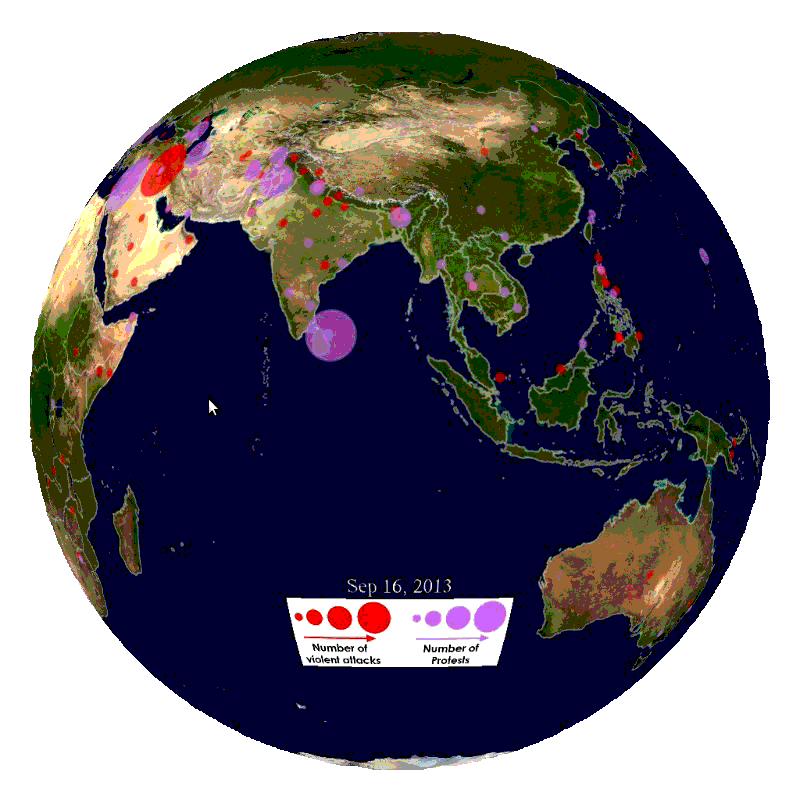 Sep 16, 2013
Number of
violent attacks
Number of
Protests